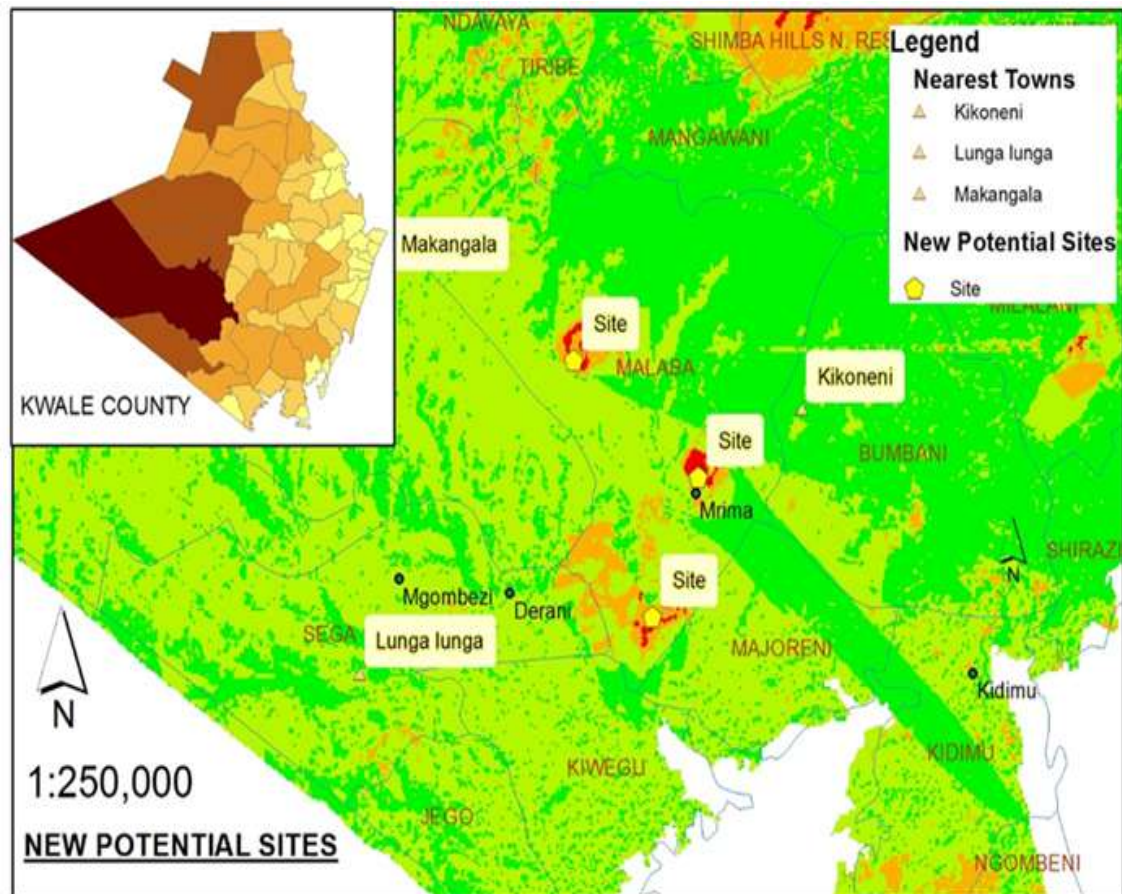 NDAVAYA
SHIMBA HILLS N. RES
TIRIBE
MANGAWANI
Legend
Nearest Towns
Kikoneni
Lunga lunga
Makangala
New Potential Sites
Site
MILALANI
KWALE COUNTY
Makangala
Site
MALABA
Kikoneni
Site
BUMBANI
Mrima
SHIRAZI
N
Mgombezi
Derani
Site
SEGA
Lunga lunga
MAJORENI
Kidimu
N
KIDIMU
KIWEGU
1:250,000
JEGO
NEW POTENTIAL SITES
NGOMBENI